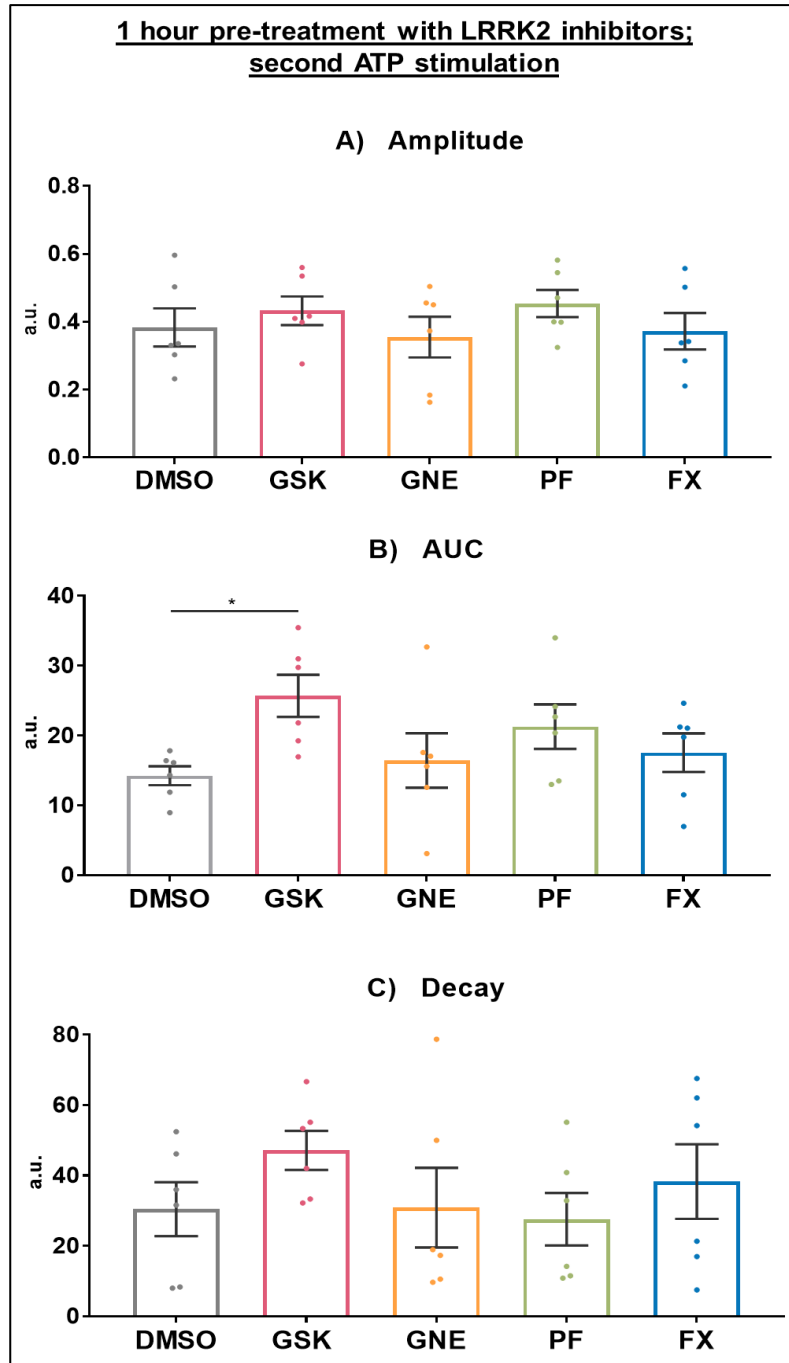 1 hour pre-treatment with LRRK2 inhibitors;
second ATP stimulation
A) Amplitude
0.8
0.6
0.4
0.2
0.0
a.u.
DMSO GSK GNE PF FX
B) AUC
*
40
30
20
10
0
a.u.
DMSO GSK GNE PF FX
C) Decay
80
60
40
20
0
a.u.
DMSO GSK GNE PF FX